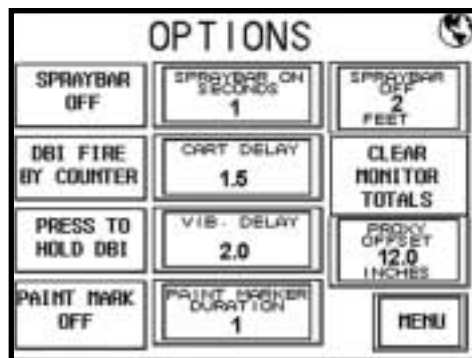 OPTIONS
SPRAYBAR
OFF
SPRAYBAR ON
SECONDS
1
SPRAYBAR
OFF
2
FEET
DBI FIRE
BY COUNTER
CART DELAY
1.5
CLEAR
MONITOR
TOTALS
PRESS TO
HOLD DBI
VIB. DELAY
2.0
PROXY
OFFSET
12.0
INCHES
PAINT MARK
OFF
PAINT MARKER
DURATION
1
MENU